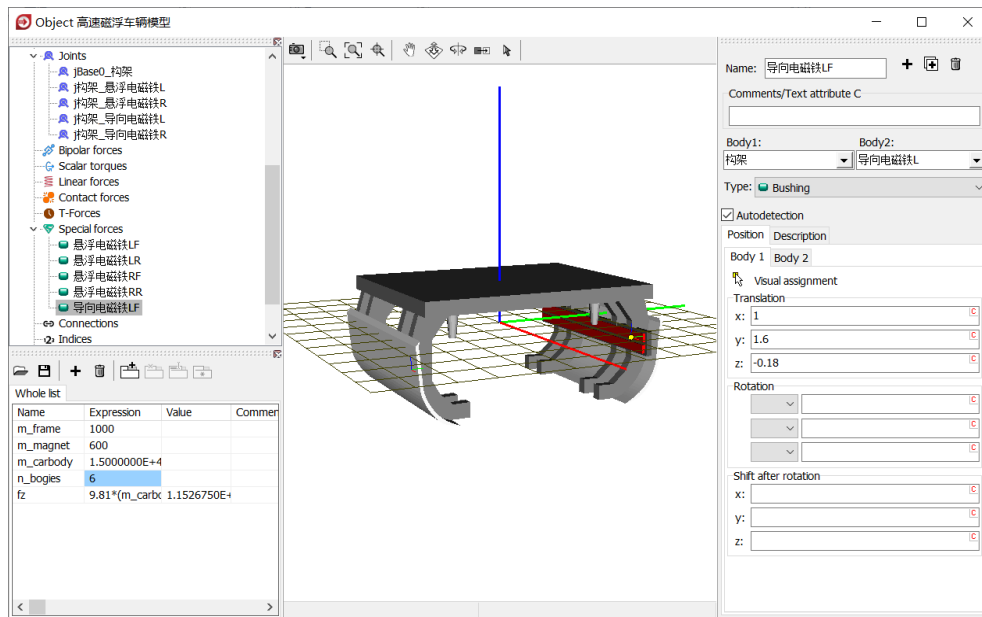 Object 高速磁浮车辆模型
Joints
jBase0_构架
j构架_悬浮电磁铁L
j构架_悬浮电磁铁R
j构架_导向电磁铁L
j构架_导向电磁铁R
Bipolar forces
Scalar torques
Linear forces
Contact forces
T-Forces
Special forces
悬浮电磁铁LF
悬浮电磁铁LR
悬浮电磁铁RF
悬浮电磁铁RR
导向电磁铁LF
Connections
Indices
Whole list
Name Expression Value Commen
m_frame 1000
m_magnet 600
m_carbody 1.5000000E+4
n_bogies 6
fz 9.81*(m_carbo 1.1526750E+
Name: 导向电磁铁LF
Comments/Text attribute C
Body1: Body2:
构架 导向电磁铁L
Type: Bushing
Autodetection
Position Description
Body 1 Body 2
Visual assignment
Translation
x: 1 C
y: 1.6 C
z: -0.18 C
Rotation
C
C
C
Shift after rotation
x: C
y: C
z: C